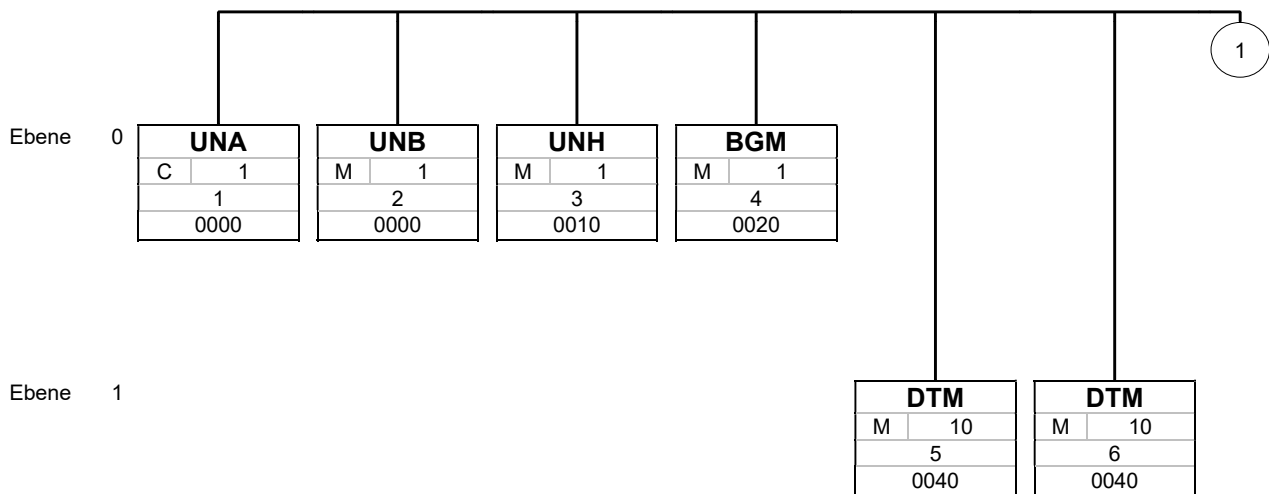 1
Ebene 0
UNA UNB UNH BGM
C 1 M 1 M 1 M 1
1 2 3 4
0000 0000 0010 0020
Ebene 1
DTM DTM
M 10 M 10
5 6
0040 0040